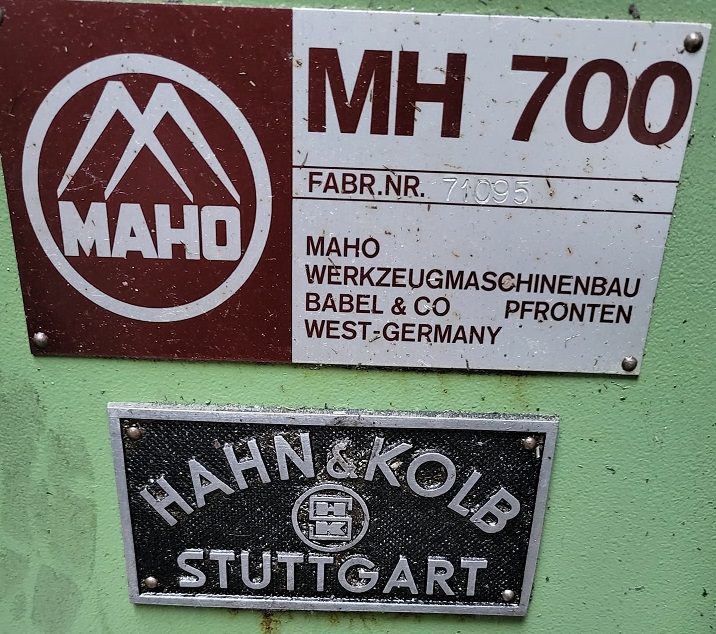 MAHO
MH 700
FABR.NR. 71095
MAHO
WERKZEUGMASCHINENBAU
BABEL & CO PFRONTEN
WEST-GERMANY
HAHN & KOLB
HK
STUTTGART